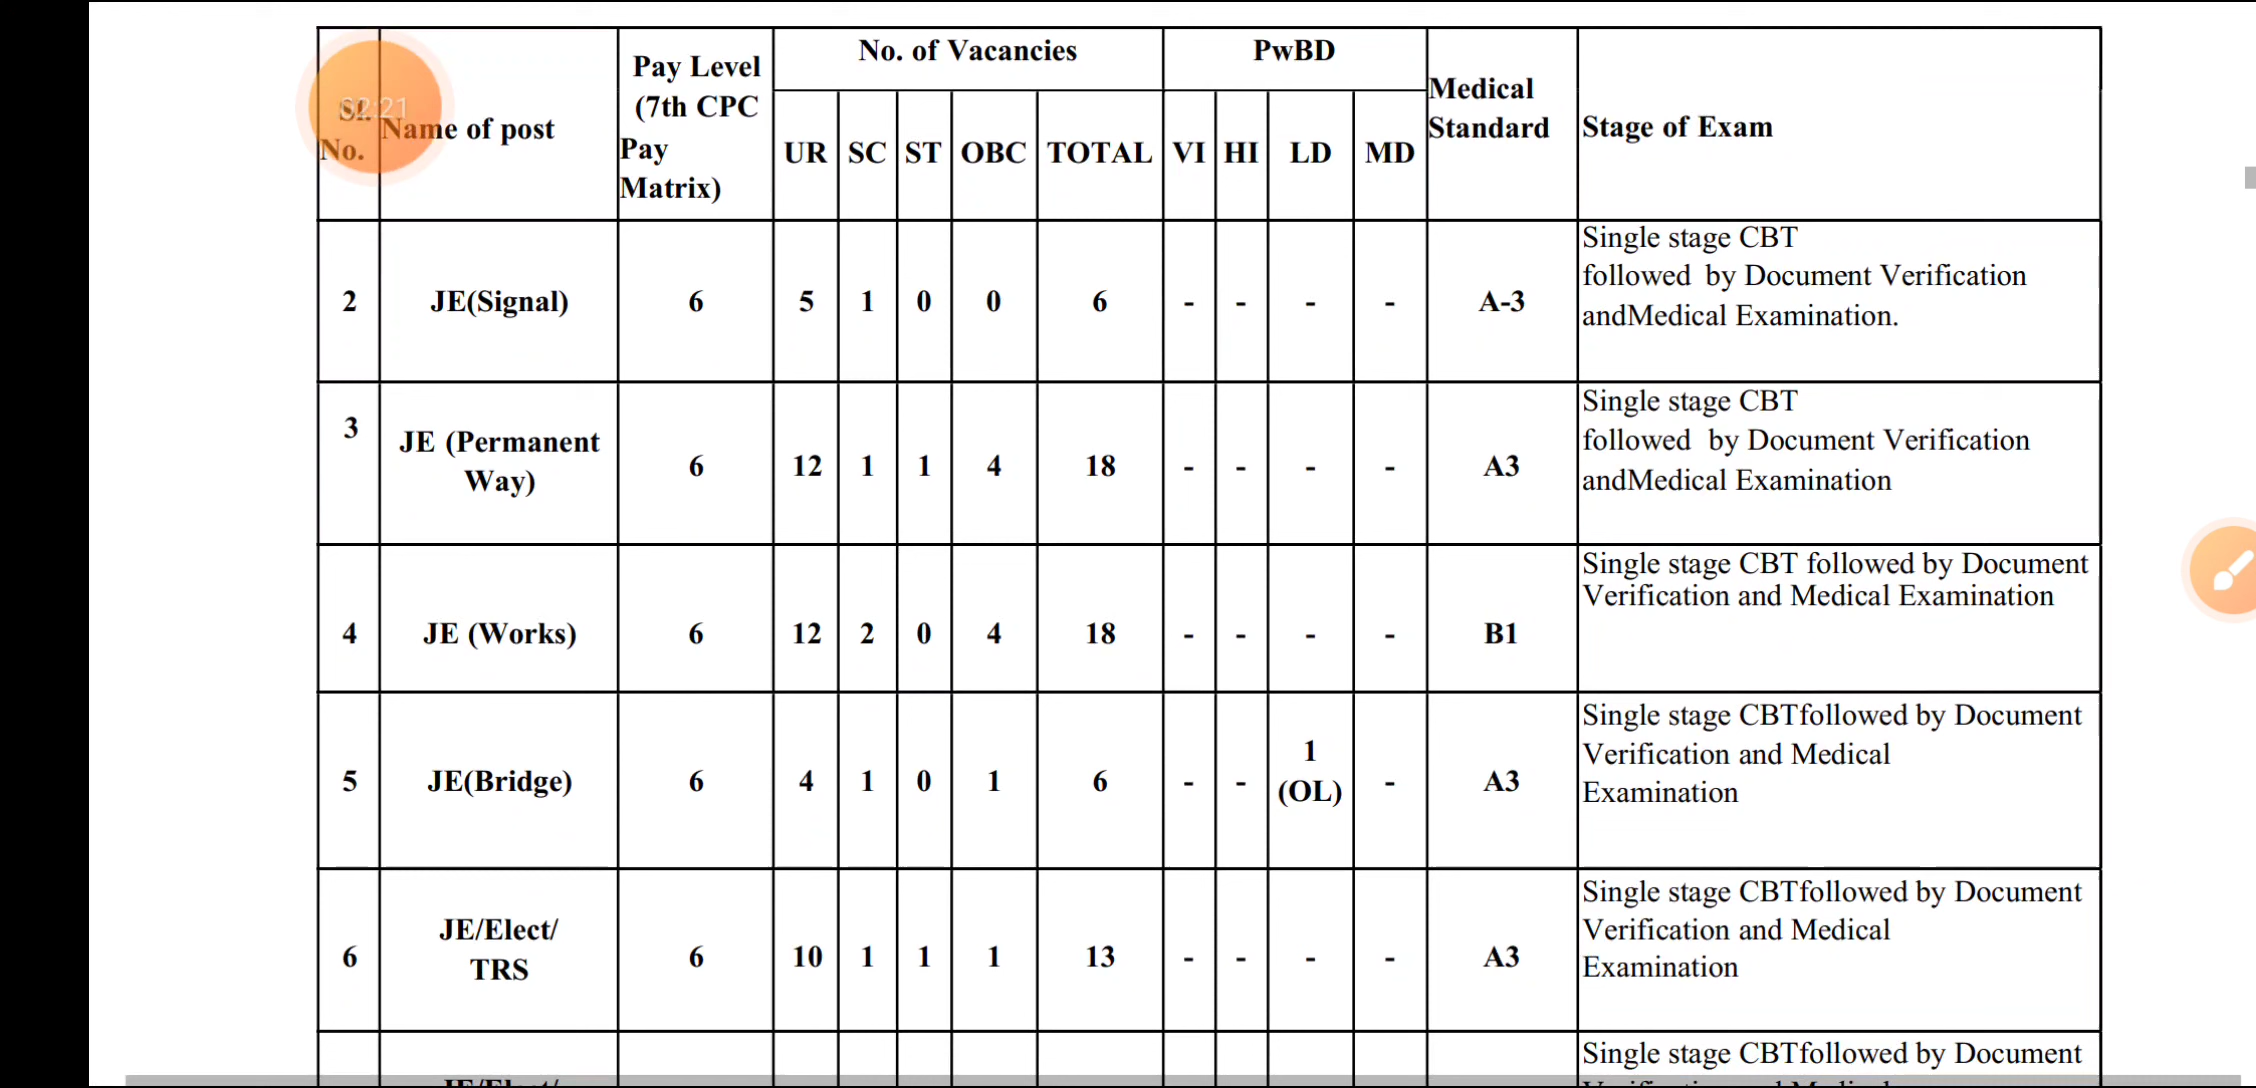 No. of Vacancies PwBD
Pay Level
Medical
02:21
Sl. (7th CPC
Name of post Standard Stage of Exam
No. Pay UR SC ST OBC TOTAL VI HI LD MD
Matrix)
Single stage CBT
followed by Document Verification
2 JE(Signal) 6 5 1 0 0 6 - - - - A-3
andMedical Examination.
Single stage CBT
3 JE (Permanent followed by Document Verification
Way) 6 12 1 1 4 18 - - - - A3
andMedical Examination
Single stage CBT followed by Document
Verification and Medical Examination
4 JE (Works) 6 12 2 0 4 18 - - - - B1
Single stage CBTfollowed by Document
1 Verification and Medical
5 JE(Bridge) 6 4 1 0 1 6 - - (OL) - A3
Examination
Single stage CBTfollowed by Document
JE/Elect/ Verification and Medical
6 TRS 6 10 1 1 1 13 - - - - A3
Examination
Single stage CBTfollowed by Document